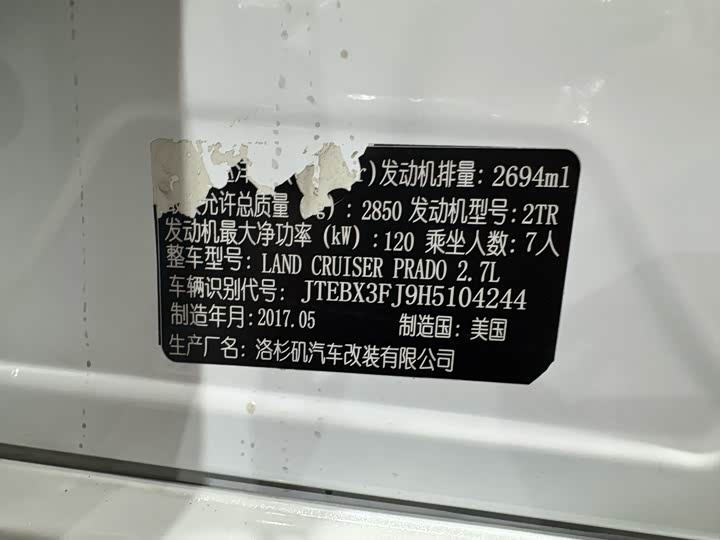 r)发动机排量: 2694ml
允许总质量 g) : 2850 发动机型号: 2TR
发动机最大净功率 (kW) : 120 乘坐人数: 7人
整车型号: LAND CRUISER PRADO 2.7L
车辆识别代号: JTEBX3FJ9H5104244
制造年月: 2017.05 制造国: 美国
生产厂名: 洛杉矶汽车改装有限公司